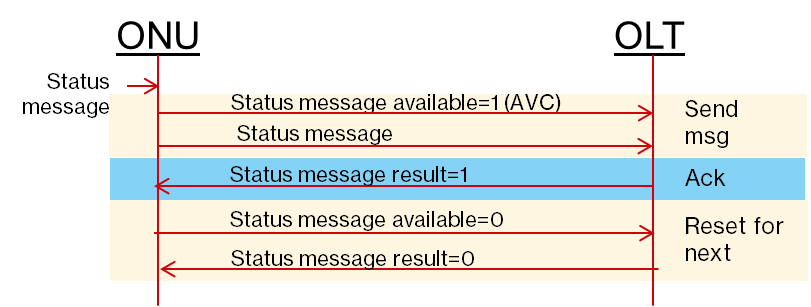 ONU OLT
Status
message
Status message available=1 (AVC)
Send
msg
Status message
Status message result=1
Ack
Status message available=0
Reset for
next
Status message result=0